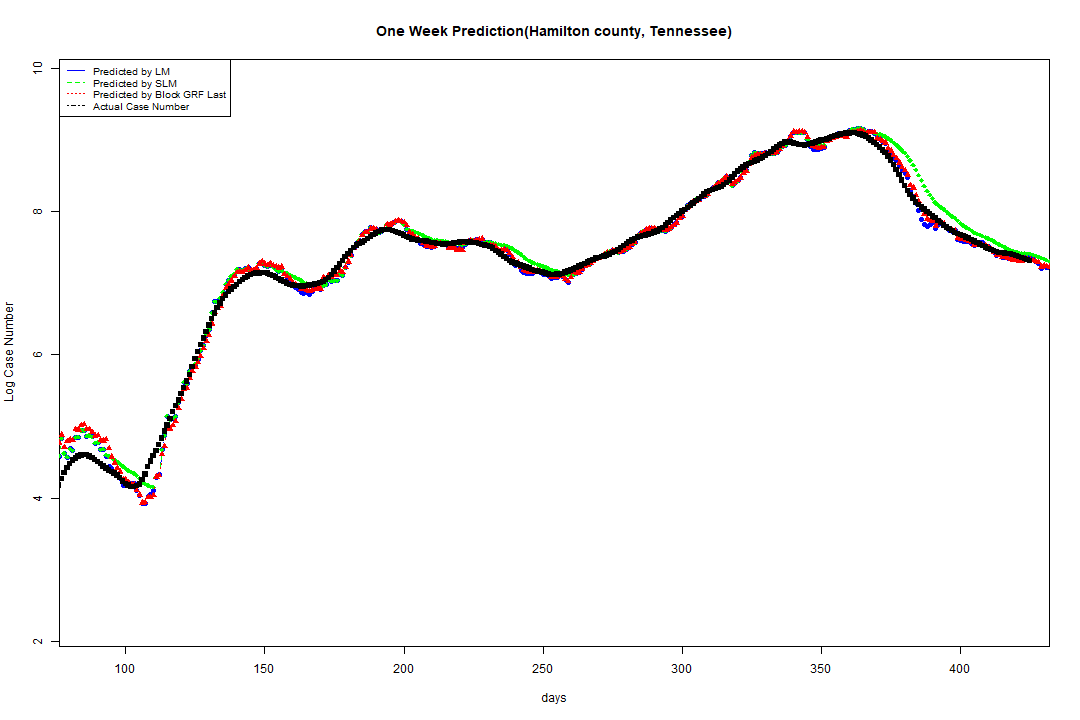 One Week Prediction(Hamilton county, Tennessee)
Predicted by LM
Predicted by SLM
Predicted by Block GRF Last
Actual Case Number
10
8
6
4
2
Log Case Number
100 150 200 250 300 350 400
days